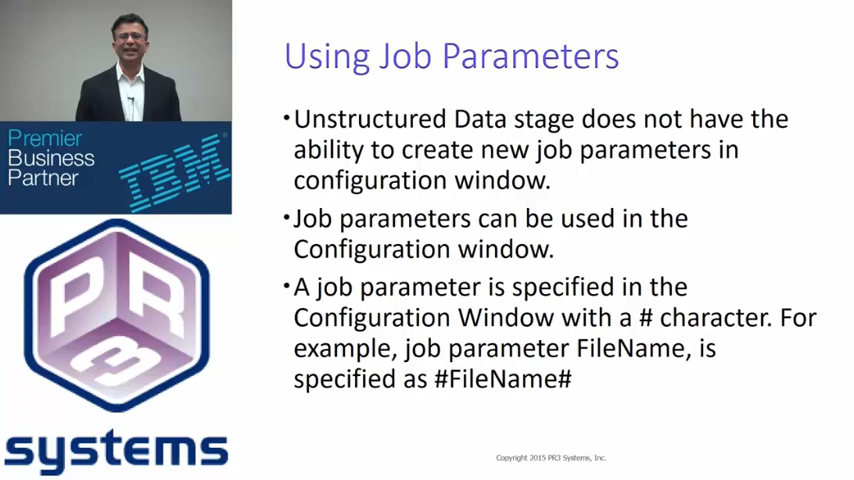 Using Job Parameters
Premier
Business
Partner
IBM
PR3
systems
•Unstructured Data stage does not have the
ability to create new job parameters in
configuration window.
•Job parameters can be used in the
Configuration window.
•A job parameter is specified in the
Configuration Window with a # character. For
example, job parameter FileName, is
specified as #FileName#
Copyright 2015 PR3 Systems, Inc.